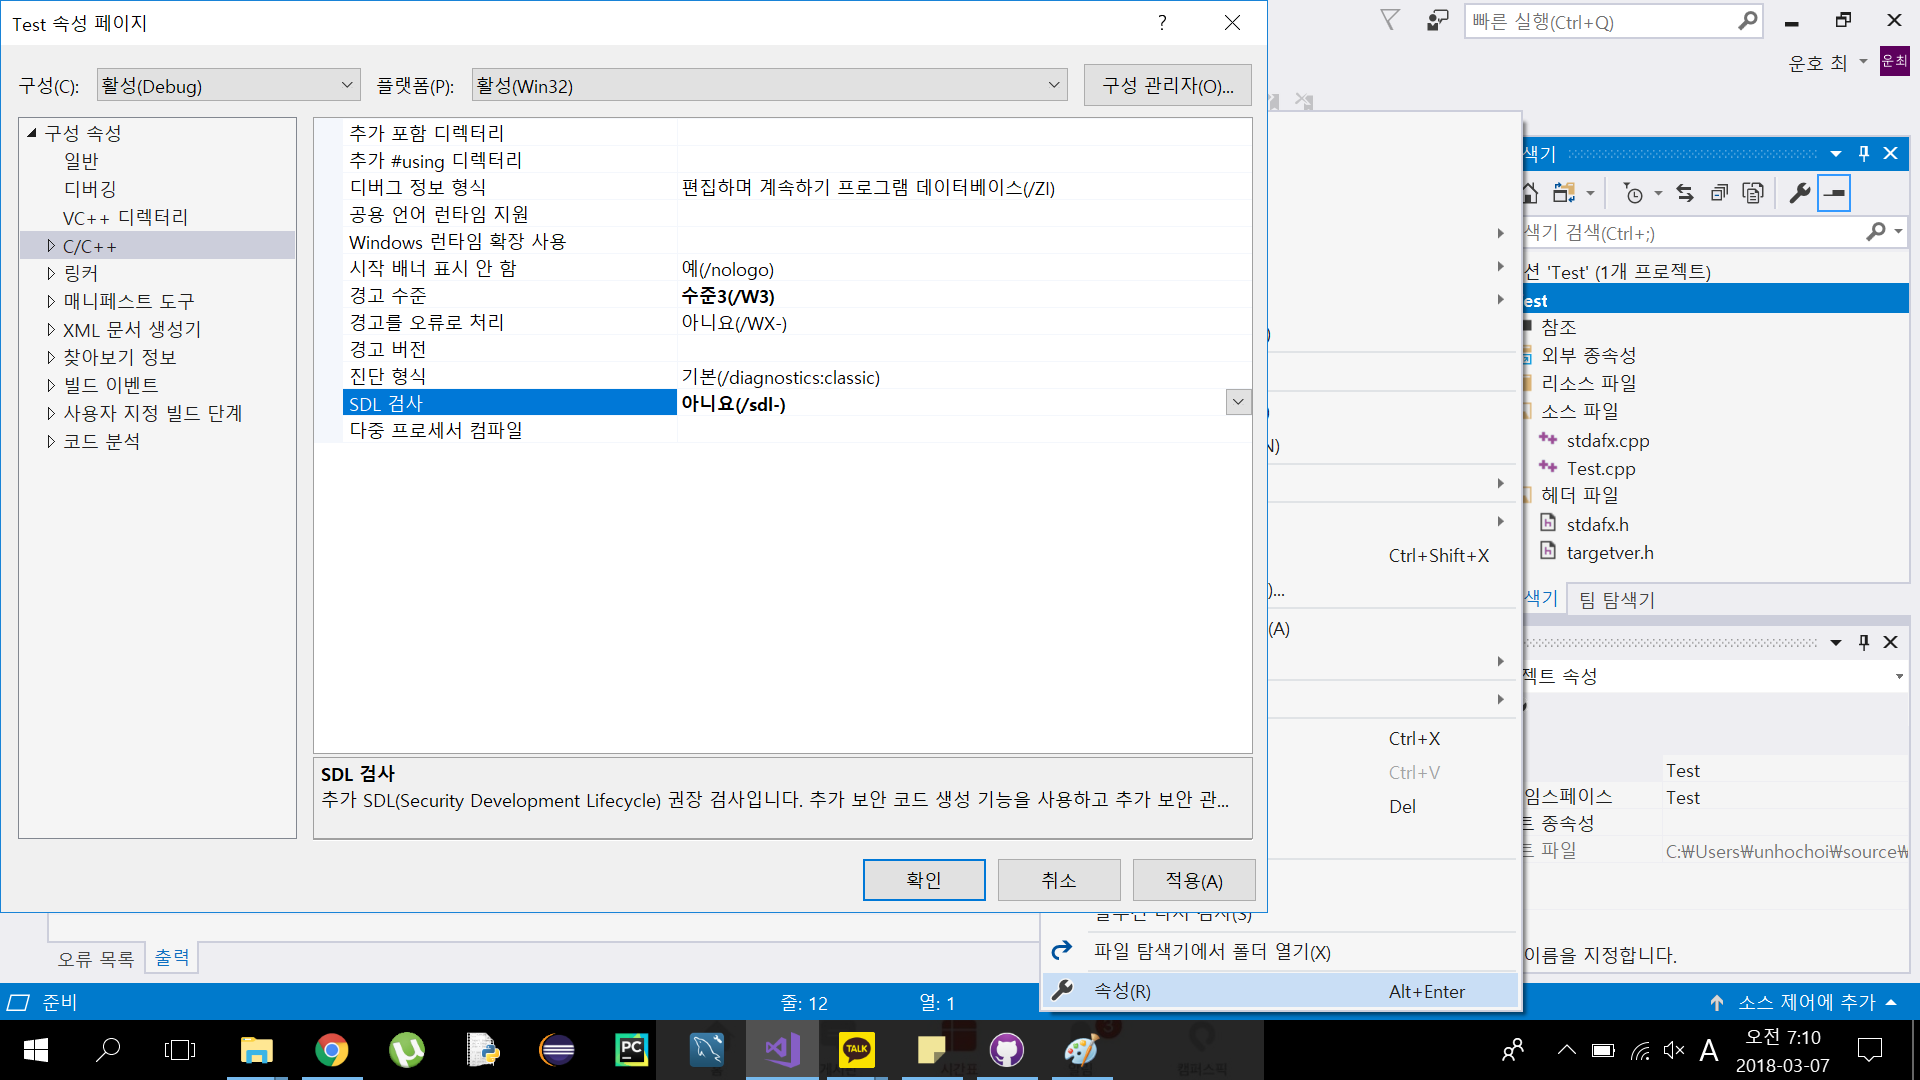 Test 속성 페이지
?
빠른 실행(Ctrl+Q)
운호 최
운최
구성(C):
활성(Debug)
플랫폼(P):
활성(Win32)
구성 관리자(O)...
구성 속성
일반
디버깅
VC++ 디렉터리
C/C++
링커
매니페스트 도구
XML 문서 생성기
찾아보기 정보
빌드 이벤트
사용자 지정 빌드 단계
코드 분석
추가 포함 디렉터리
추가 #using 디렉터리
디버그 정보 형식 편집하며 계속하기 프로그램 데이터베이스(/ZI)
공용 언어 런타임 지원
Windows 런타임 확장 사용
시작 배너 표시 안 함 예(/nologo)
경고 수준 수준3(/W3)
경고를 오류로 처리 아니요(/WX-)
경고 버전
진단 형식 기본(/diagnostics:classic)
SDL 검사 아니요(/sdl-)
다중 프로세서 컴파일
SDL 검사
추가 SDL(Security Development Lifecycle) 권장 검사입니다. 추가 보안 코드 생성 기능을 사용하고 추가 보안 관...
확인
취소
적용(A)
)
)
N)
Ctrl+Shift+X
)...
(A)
Ctrl+X
Ctrl+V
Del
파일 탐색기에서 폴더 열기(X)
속성(R) Alt+Enter
색기
색기 검색(Ctrl+;)
션 'Test' (1개 프로젝트)
est
참조
외부 종속성
리소스 파일
소스 파일
stdafx.cpp
Test.cpp
헤더 파일
stdafx.h
targetver.h
색기
팀 탐색기
젝트 속성
Test
임스페이스 Test
트 종속성
트 파일 C:₩Users₩unhochoi₩source₩
이름을 지정합니다.
오류 목록
출력
준비
줄: 12
열: 1
소스 제어에 추가
PC
TALK
시간표
캠퍼스픽
3
A
오전 7:10
2018-03-07